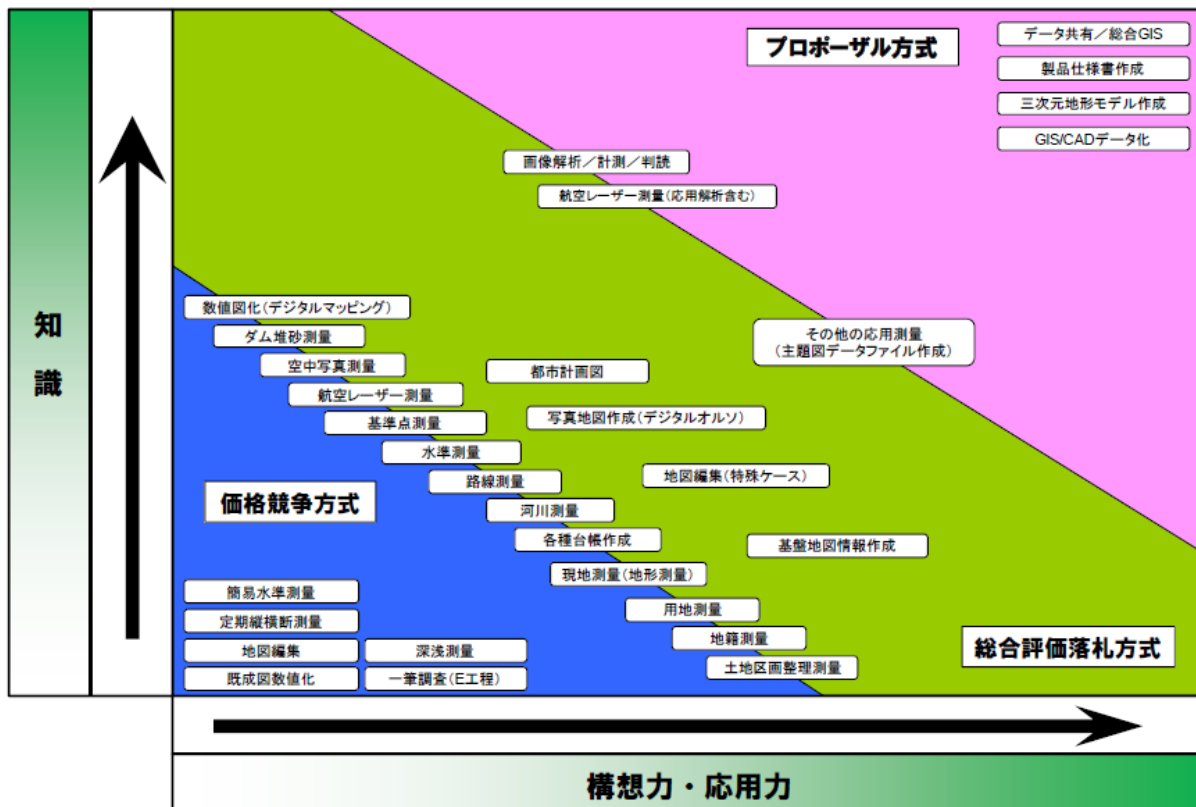 データ共有／総合GIS
プロポーザル方式
製品仕様書作成
三次元地形モデル作成
GIS/CADデータ化
画像解析／計測／判読
航空レーザー測量(応用解析含む)
数値図化(デジタルマッピング)
ダム堆砂測量
その他の応用測量
(主題図データファイル作成)
空中写真測量
都市計画図
航空レーザー測量
写真地図作成(デジタルオルソ)
基準点測量
水準測量
地図編集(特殊ケース)
路線測量
価格競争方式
河川測量
各種台帳作成
基盤地図情報作成
現地測量(地形測量)
簡易水準測量
用地測量
定期縦横断測量
地籍測量
総合評価落札方式
地図編集
深浅測量
土地区画整理測量
既成図数値化
一筆調査(E工程)
知識
構想力・応用力